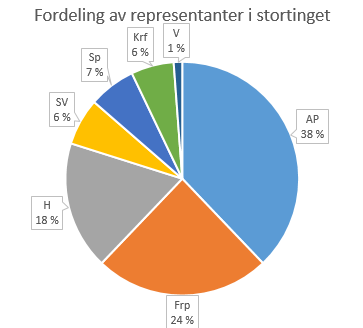 Fordeling av representanter i stortinget
V
1 %
Krf
6 %
Sp
7 %
SV
6 %
AP
38 %
H
18 %
Frp
24 %